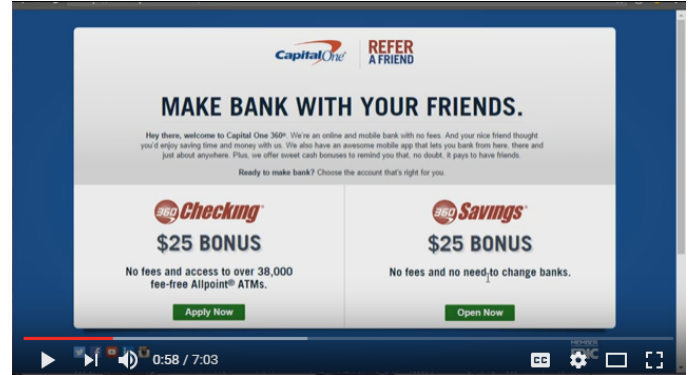 CapitalOne
REFER
A FRIEND
MAKE BANK WITH YOUR FRIENDS.
Hey there, welcome to Capital One 360®. We're an online and mobile bank with no fees. And your nice friend thought
you'd enjoy saving time and money with us. We also have an awesome mobile app that lets you bank from here, there and
just about anywhere. Plus, we offer sweet cash bonuses to remind you that, no doubt, it pays to have friends.
Ready to make bank? Choose the account that's right for you.
360 Checking
$25 BONUS
No fees and access to over 38,000
fee-free Allpoint® ATMs.
Apply Now
360 Savings
$25 BONUS
No fees and no need to change banks.
Open Now
MEMBER
0:58 / 7:03
CC